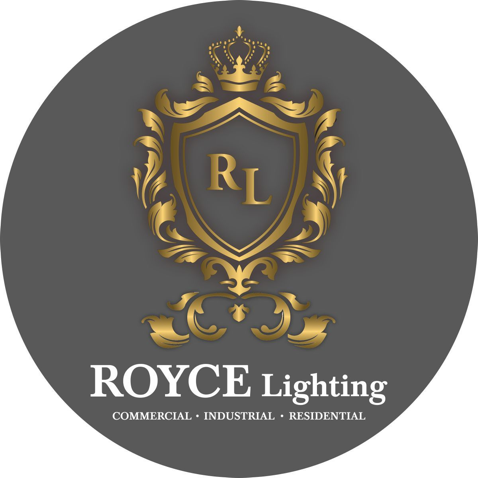 RL
ROYCE Lighting
COMMERCIAL • INDUSTRIAL • RESIDENTIAL